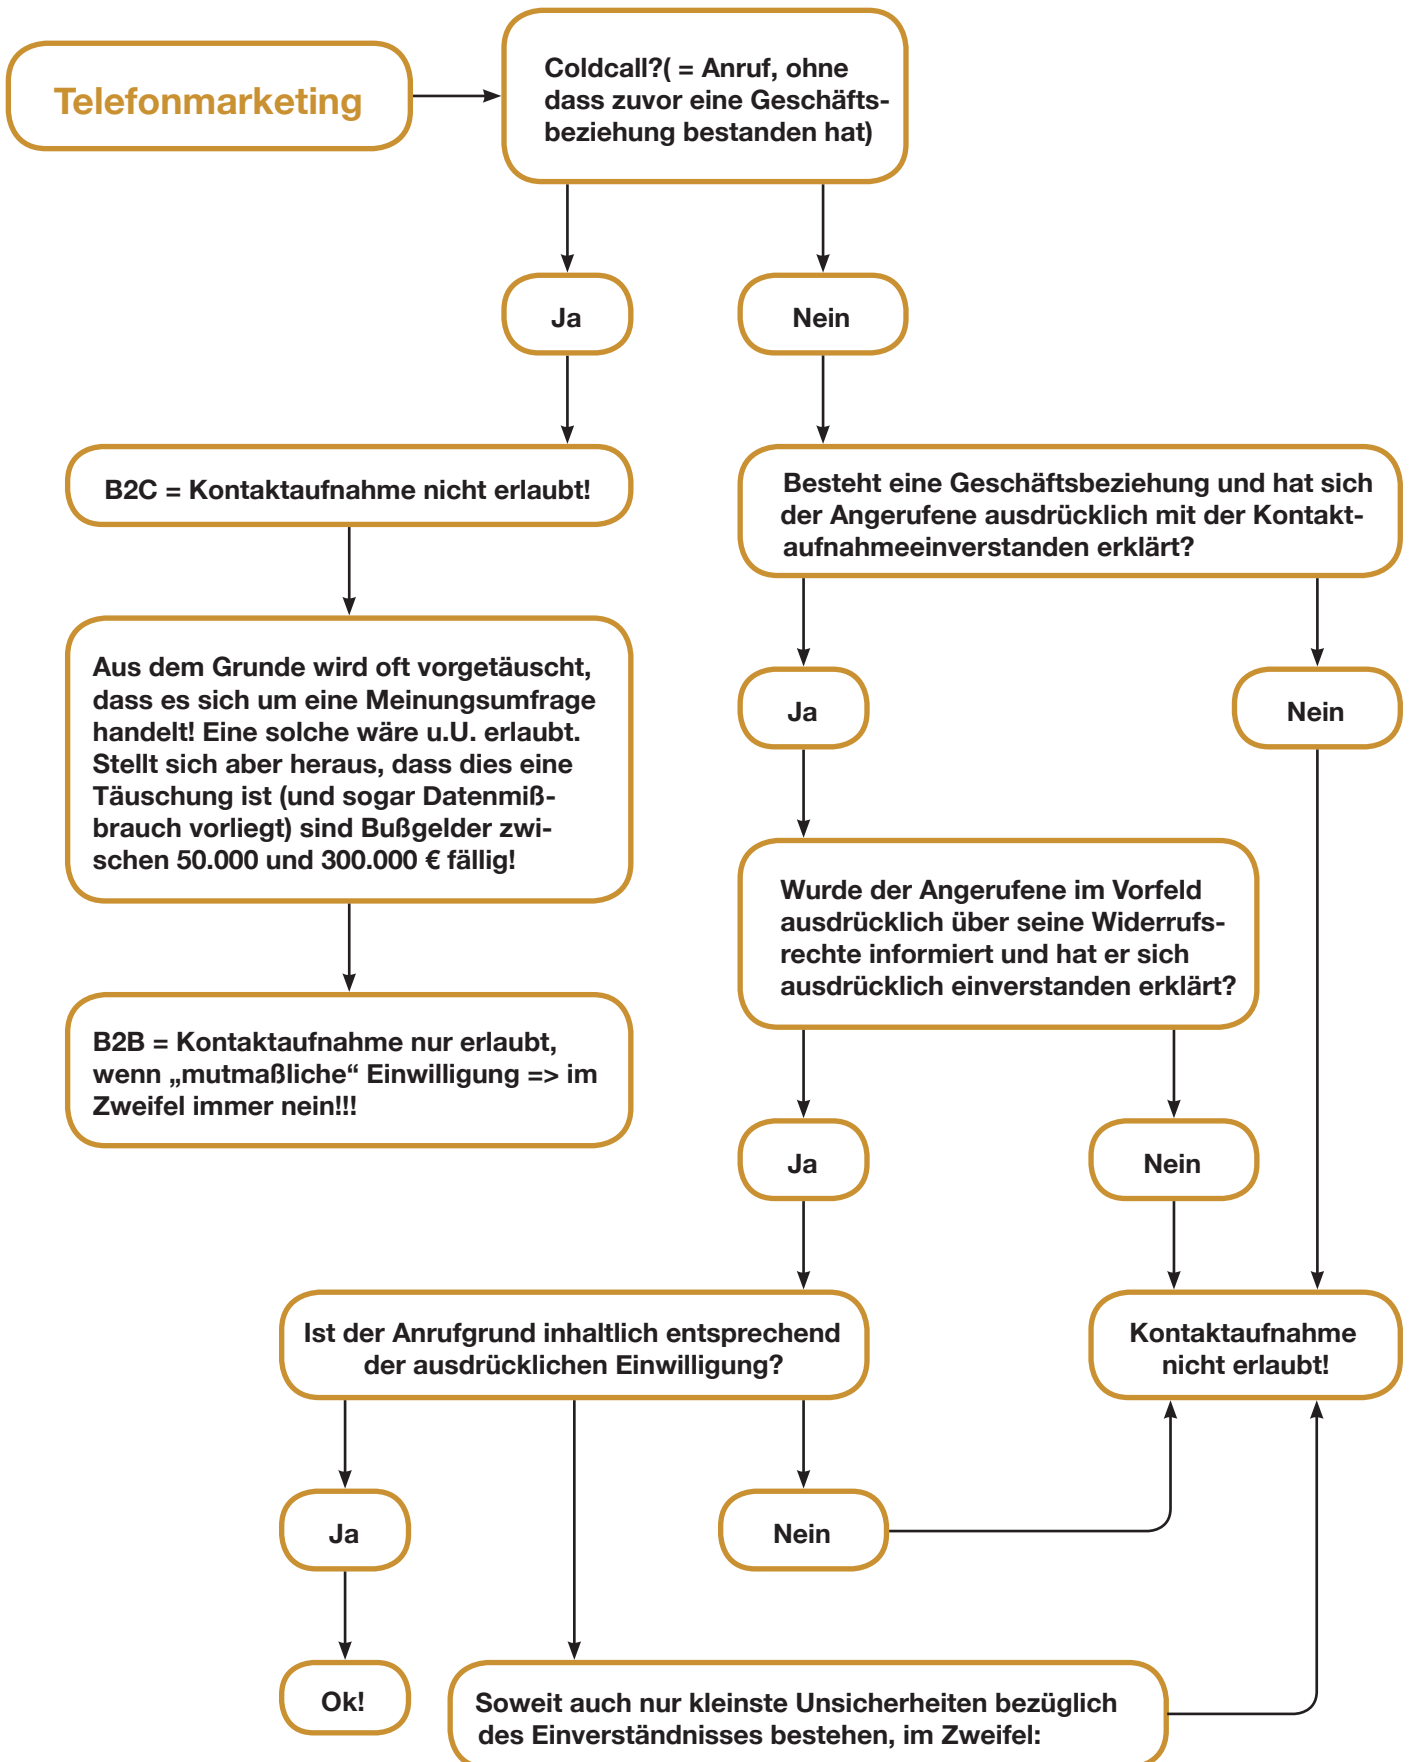 Telefonmarketing
Coldcall?( = Anruf, ohne
dass zuvor eine Geschäfts-
beziehung bestanden hat)
Ja
Nein
B2C = Kontaktaufnahme nicht erlaubt!
Aus dem Grunde wird oft vorgetäuscht,
dass es sich um eine Meinungsumfrage
handelt! Eine solche wäre u.U. erlaubt.
Stellt sich aber heraus, dass dies eine
Täuschung ist (und sogar Datenmiß-
brauch vorliegt) sind Bußgelder zwi-
schen 50.000 und 300.000 € fällig!
B2B = Kontaktaufnahme nur erlaubt,
wenn „mutmaßliche“ Einwilligung => im
Zweifel immer nein!!!
Besteht eine Geschäftsbeziehung und hat sich
der Angerufene ausdrücklich mit der Kontakt-
aufnahmeeinverstanden erklärt?
Ja
Nein
Wurde der Angerufene im Vorfeld
ausdrücklich über seine Widerrufs-
rechte informiert und hat er sich
ausdrücklich einverstanden erklärt?
Ja
Nein
Ist der Anrufgrund inhaltlich entsprechend
der ausdrücklichen Einwilligung?
Kontaktaufnahme
nicht erlaubt!
Ja
Nein
Ok!
Soweit auch nur kleinste Unsicherheiten bezüglich
des Einverständnisses bestehen, im Zweifel: